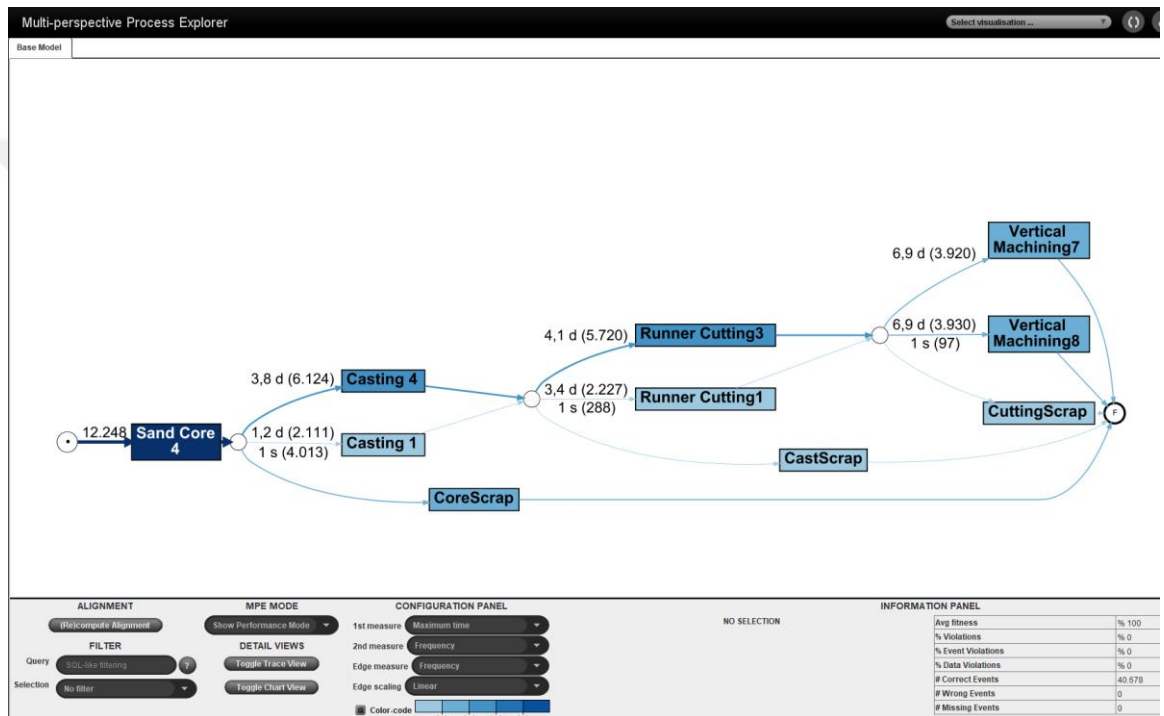 Multi-perspective Process Explorer
Select visualisation ...
Base Model
Vertical
Machining7
6,9 d (3.920)
4,1 d (5.720)
Runner Cutting3
6,9 d (3.930)
1 s (97)
Vertical
Machining8
3,8 d (6.124)
Casting 4
3,4 d (2.227)
1 s (288)
Runner Cutting1
CuttingScrap
F
12.248
Sand Core
4
1,2 d (2.111)
1 s (4.013)
Casting 1
CastScrap
CoreScrap
ALIGNMENT
(Re)compute Alignment
FILTER
Query
SQL-like filtering
?
Selection
No filter
MPE MODE
Show Performance Mode
DETAIL VIEWS
Toggle Trace View
Toggle Chart View
CONFIGURATION PANEL
1st measure
Maximum time
2nd measure
Frequency
Edge measure
Frequency
Edge scaling
Linear
Color-code
NO SELECTION
INFORMATION PANEL
Avg fitness % 100
% Violations % 0
% Event Violations % 0
% Data Violations % 0
# Correct Events 40.678
# Wrong Events 0
# Missing Events 0